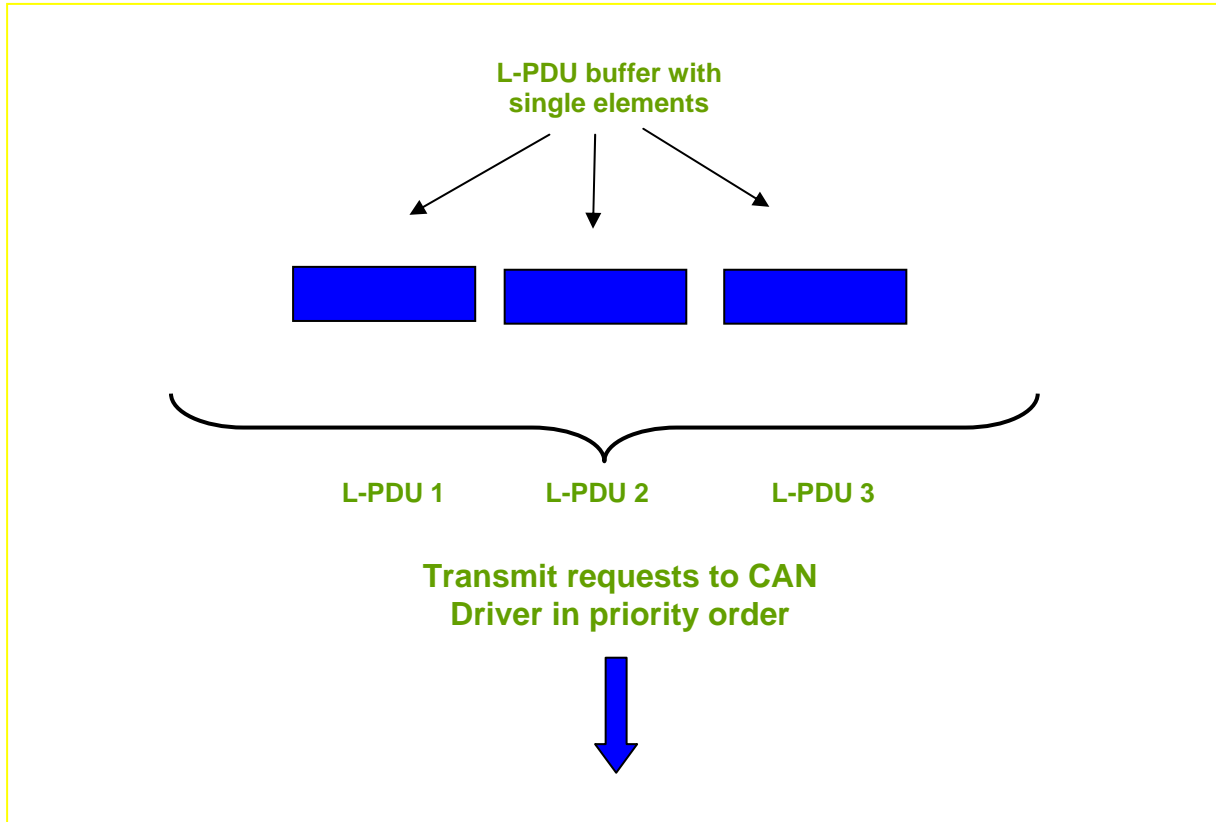 L-PDU buffer with
single elements
L-PDU 1 L-PDU 2 L-PDU 3
Transmit requests to CAN
Driver in priority order